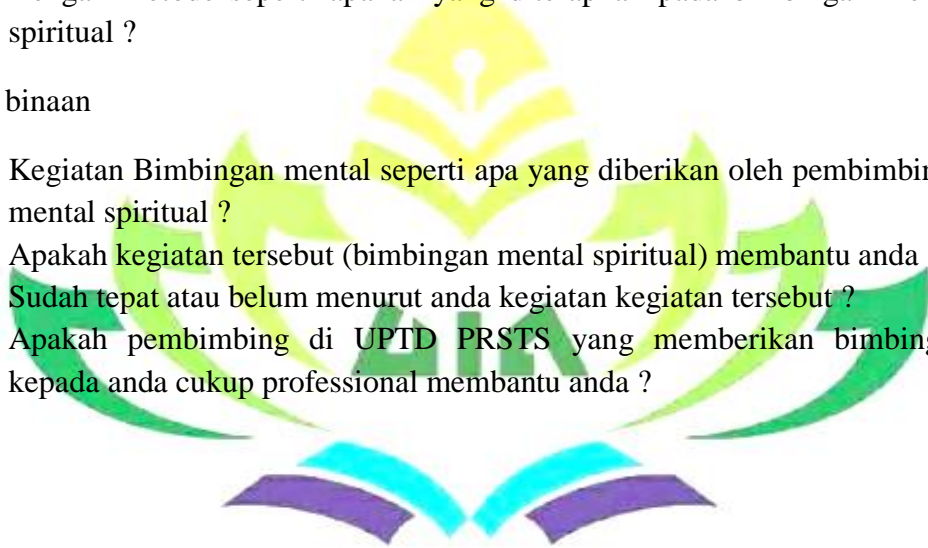 spiritual ?
binaan
Kegiatan Bimbingan mental seperti apa yang diberikan oleh pembimbin
mental spiritual ?
Apakah kegiatan tersebut (bimbingan mental spiritual) membantu anda
Sudah tepat atau belum menurut anda kegiatan kegiatan tersebut ?
Apakah pembimbing di UPTD PRSTS yang memberikan bimbing
kepada anda cukup professional membantu anda ?